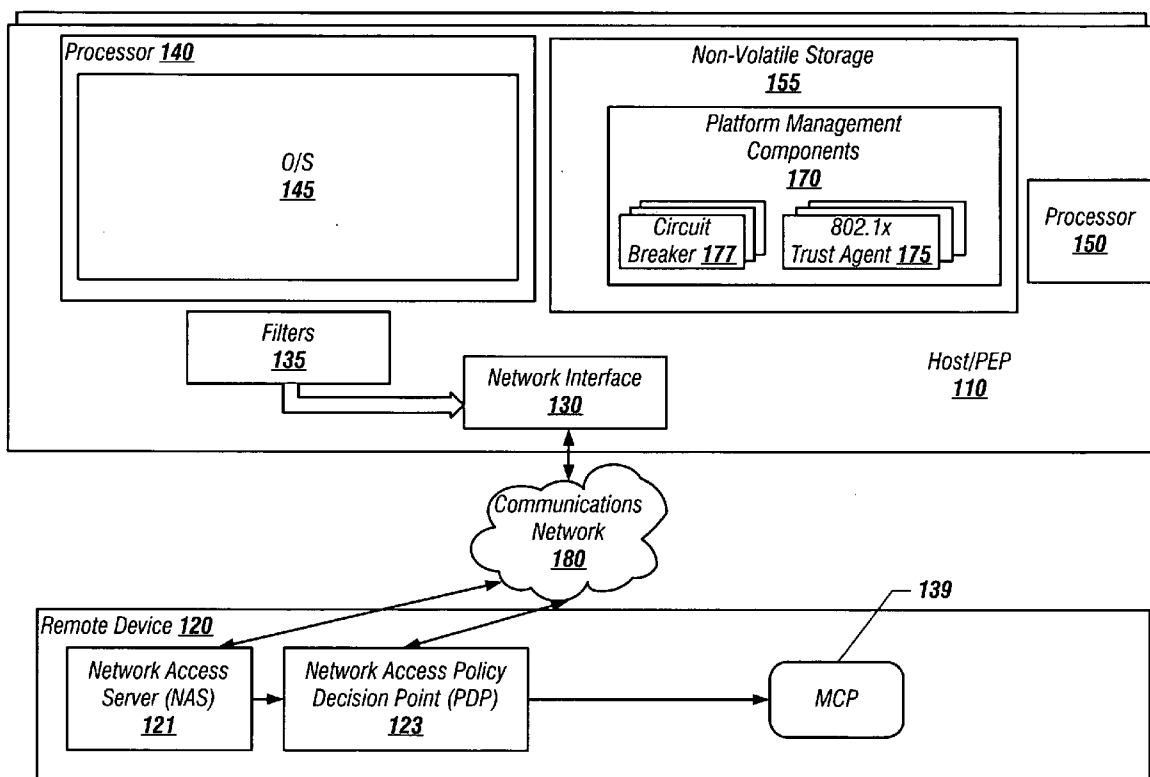 Processor 140
O/S
145
Non-Volatile Storage
155
Platform Management
Components
170
Circuit
Breaker 177
802.1x
Trust Agent 175
Processor
150
Filters
135
Network Interface
130
Host/PEP
110
Communications
Network
180
139
Remote Device 120
Network Access
Server (NAS)
121
Network Access Policy
Decision Point (PDP)
123
MCP